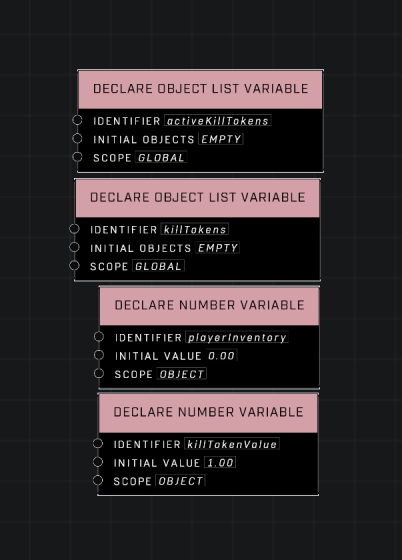 DECLARE OBJECT LIST VARIABLE
IDENTIFIER activeKillTokens
INITIAL OBJECTS EMPTY
SCOPE GLOBAL
DECLARE OBJECT LIST VARIABLE
IDENTIFIER killTokens
INITIAL OBJECTS EMPTY
SCOPE GLOBAL
DECLARE NUMBER VARIABLE
IDENTIFIER playerInventory
INITIAL VALUE 0.00
SCOPE OBJECT
DECLARE NUMBER VARIABLE
IDENTIFIER killTokenValue
INITIAL VALUE 1.00
SCOPE OBJECT